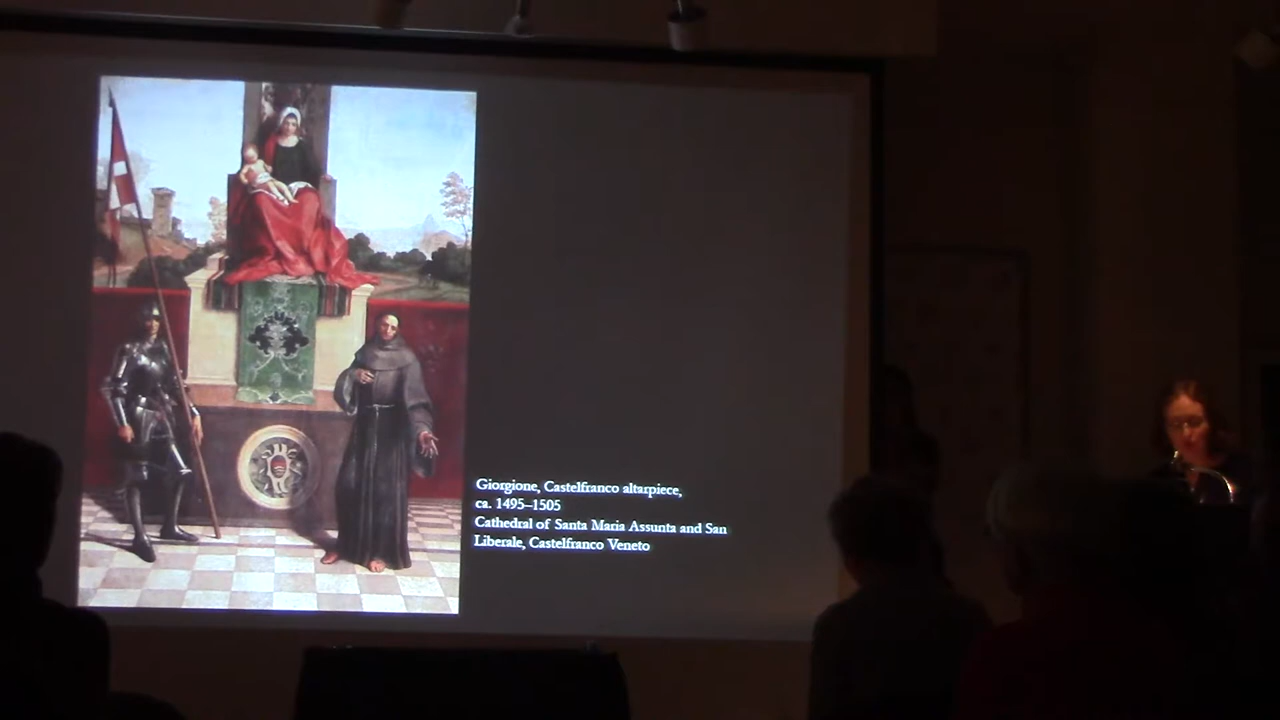 Giorgione, Castelfranco altarpiece,
ca. 1495–1505
Cathedral of Santa Maria Assunta and San
Liberale, Castelfranco Veneto